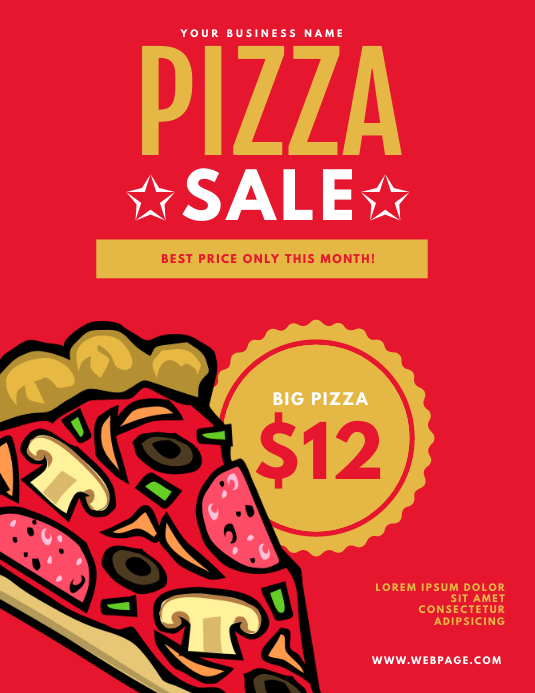 YOUR BUSINESS NAME
PIZZA
SALE
BEST PRICE ONLY THIS MONTH!
BIG PIZZA
$12
LOREM IPSUM DOLOR
SIT AMET
CONSECTETUR
ADIPSICING
WWW.WEBPAGE.COM